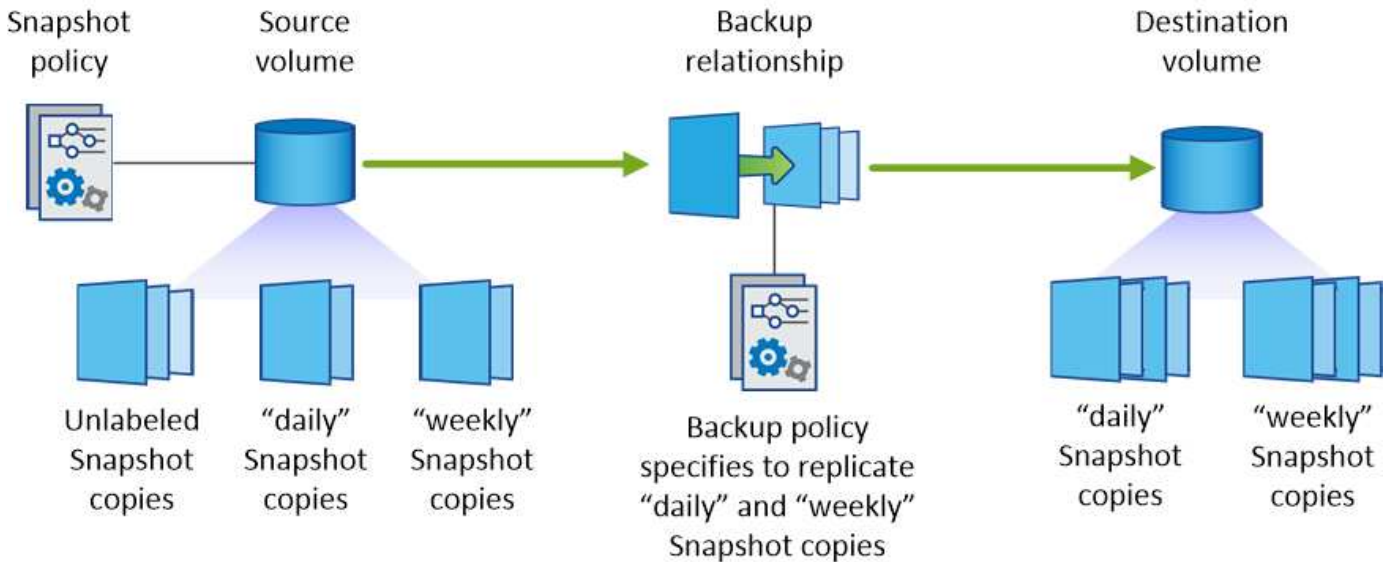 Snapshot
policy
Source
volume
Backup
relationship
Destination
volume
Unlabeled
Snapshot
copies
“daily”
Snapshot
copies
“weekly”
Snapshot
copies
Backup policy
specifies to replicate
“daily” and “weekly”
Snapshot copies
“daily”
Snapshot
copies
“weekly”
Snapshot
copies